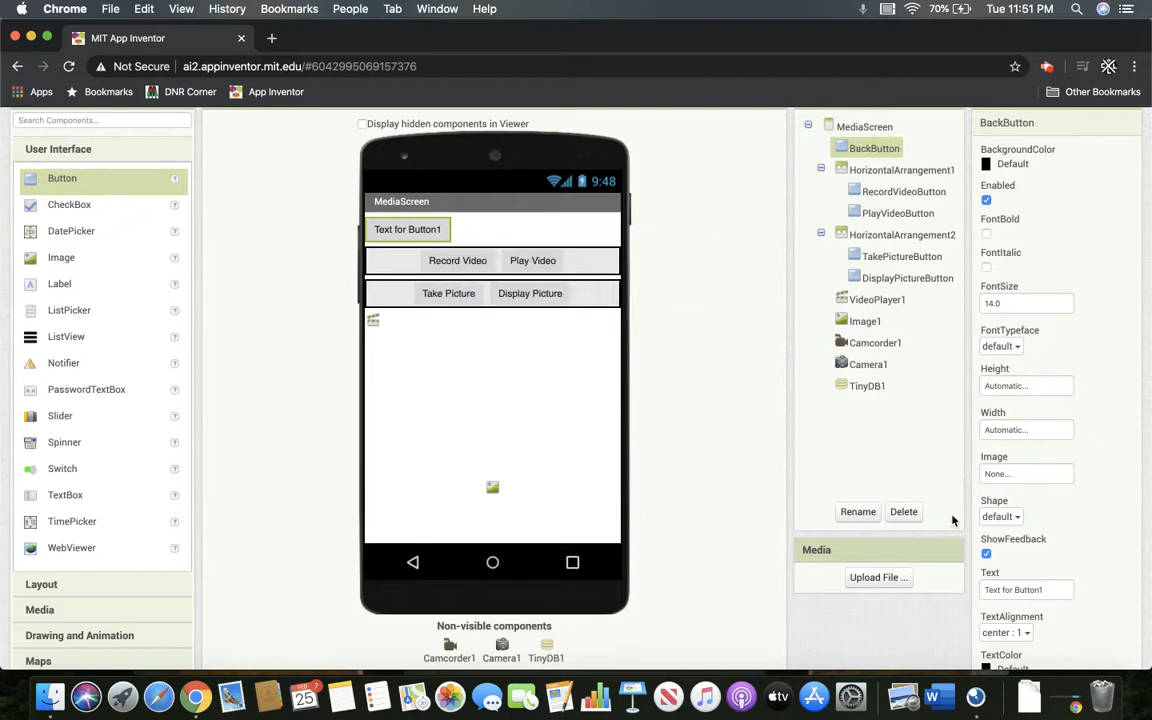 Chrome File Edit View History Bookmarks People Tab Window Help 70% Tue 11:51 PM
MIT App Inventor
Not Secure ai2.appinventor.mit.edu/#6042995069157376
Apps Bookmarks DNR Corner App Inventor Other Bookmarks
Search Components...
User Interface
Button ?
CheckBox ?
DatePicker ?
Image ?
Label ?
ListPicker ?
ListView ?
Notifier ?
PasswordTextBox ?
Slider ?
Spinner ?
Switch ?
TextBox ?
TimePicker ?
WebViewer ?
Layout
Media
Drawing and Animation
Maps
Display hidden components in Viewer
9:48
MediaScreen
Text for Button1
Record Video Play Video
Take Picture Display Picture
Non-visible components
Camcorder1 Camera1 TinyDB1
MediaScreen
BackButton
HorizontalArrangement1
RecordVideoButton
PlayVideoButton
HorizontalArrangement2
TakePictureButton
DisplayPictureButton
VideoPlayer1
Image1
Camcorder1
Camera1
TinyDB1
Rename Delete
Media
Upload File ...
BackButton
BackgroundColor
Default
Enabled
FontBold
FontItalic
FontSize
14.0
FontTypeface
default
Height
Automatic...
Width
Automatic...
Image
None...
Shape
default
ShowFeedback
Text
Text for Button1
TextAlignment
center : 1
TextColor
Default
FEB 25
7
tv